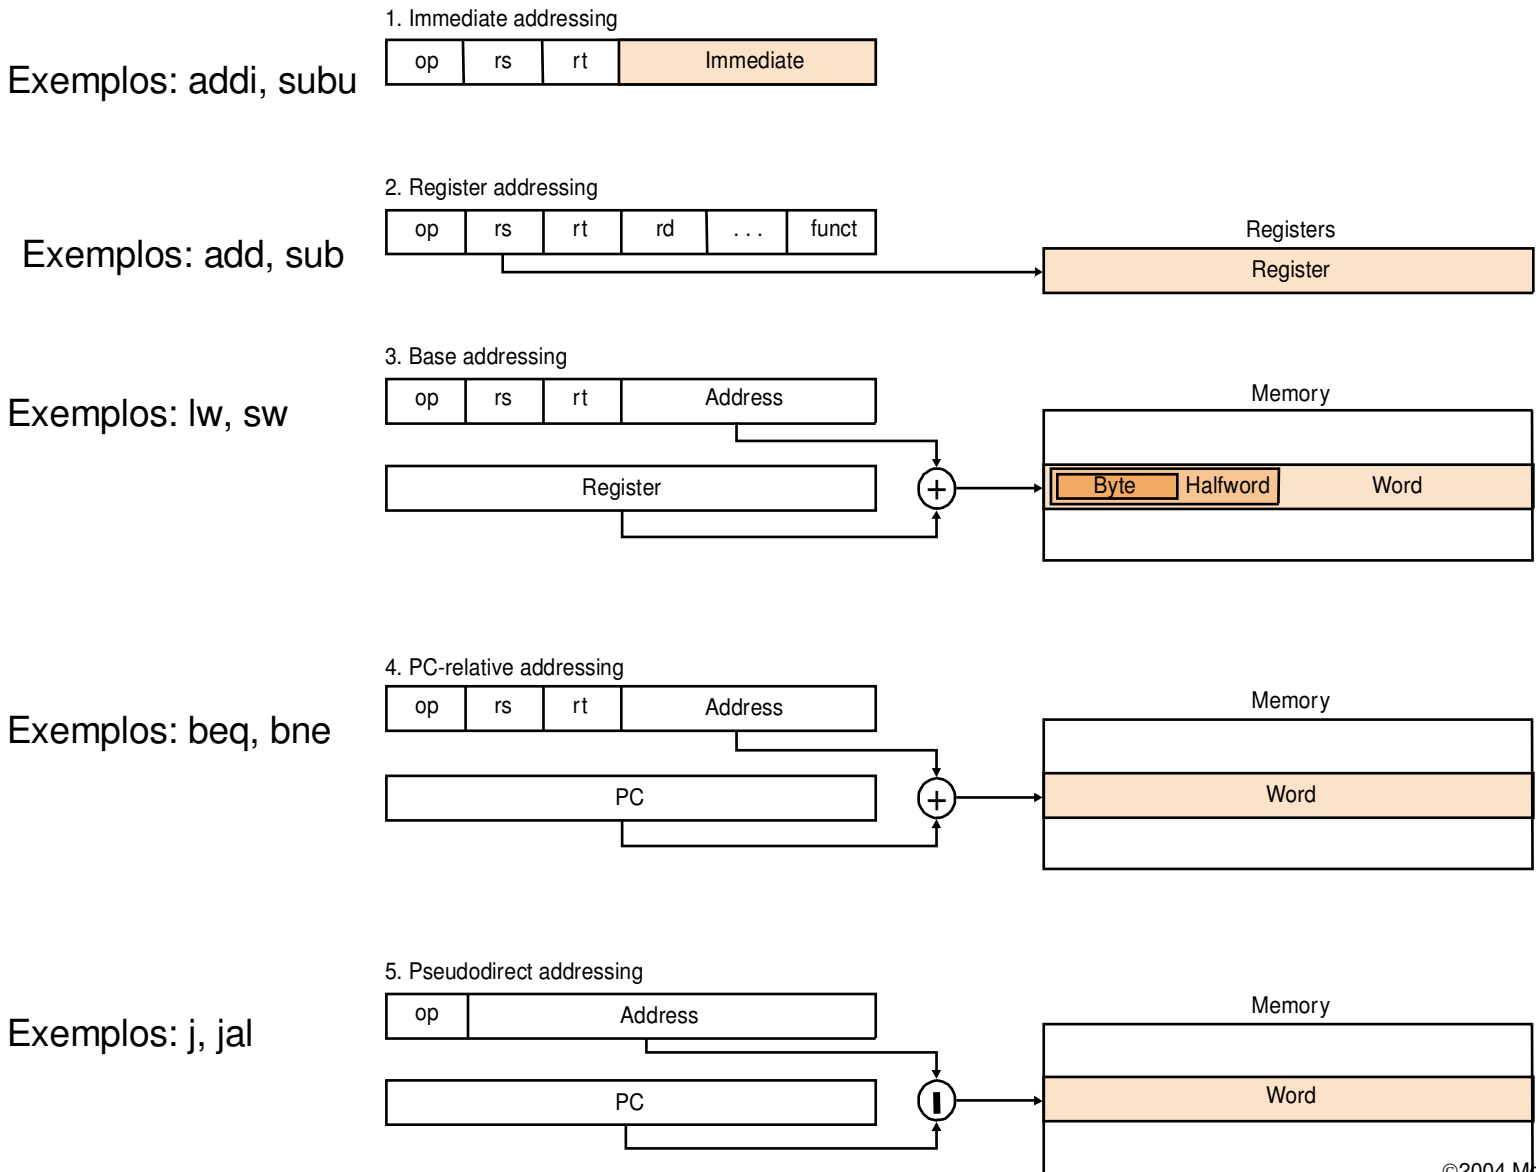 1. Immediate addressing
Exemplos: addi, subu
op rs rt Immediate
2. Register addressing
Exemplos: add, sub
op rs rt rd . . . funct
Registers
Register
3. Base addressing
Exemplos: lw, sw
op rs rt Address
Register
+
Memory
Byte Halfword Word
4. PC-relative addressing
Exemplos: beq, bne
op rs rt Address
PC
+
Memory
Word
5. Pseudodirect addressing
Exemplos: j, jal
op Address
PC
Memory
Word
©2004